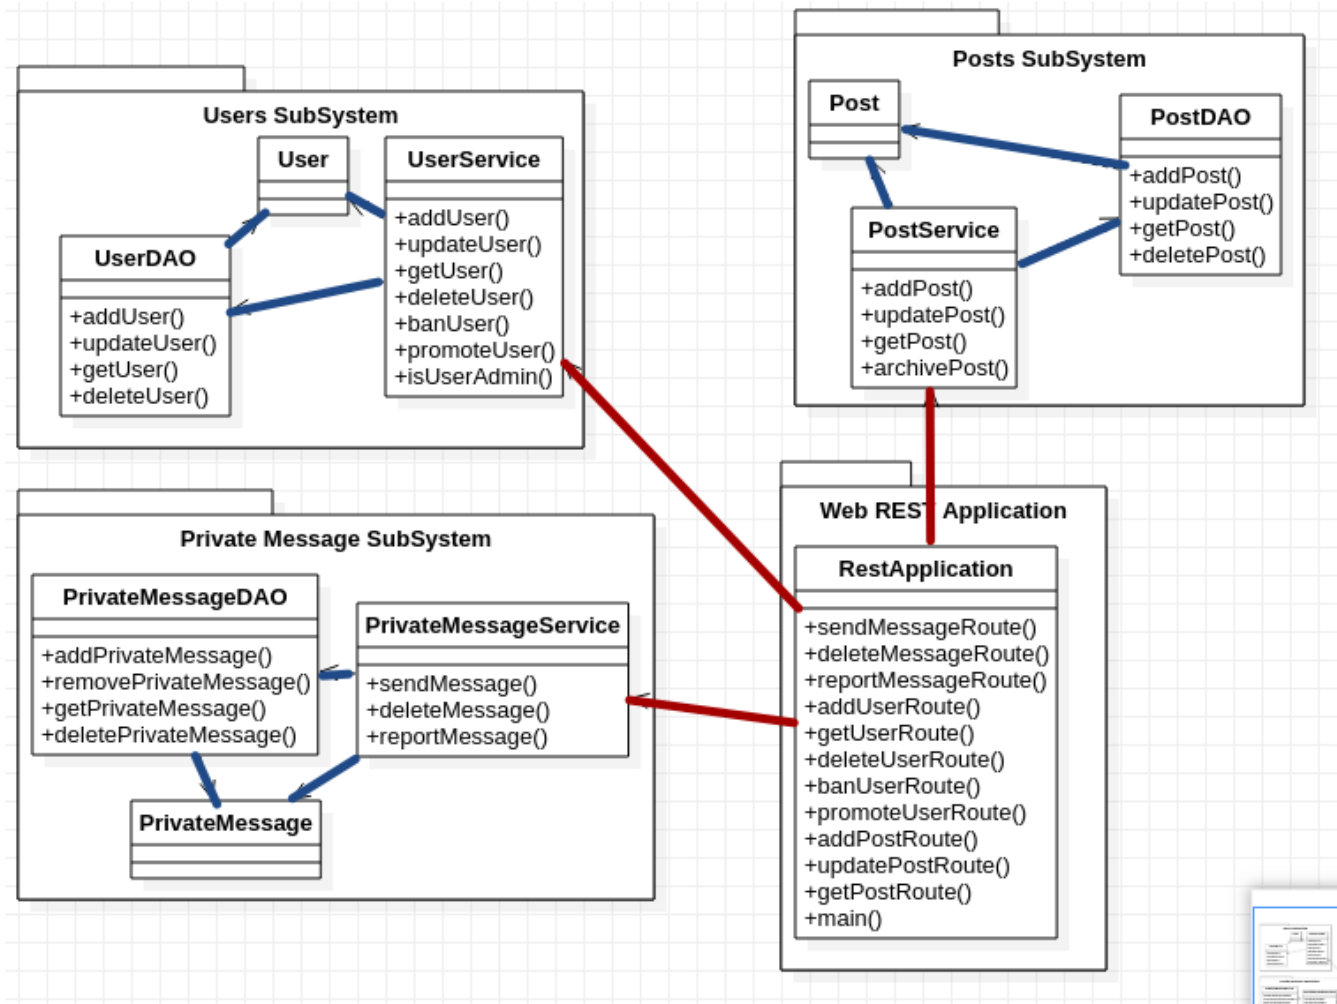 Users SubSystem
User
UserService
+addUser()
+updateUser()
+getUser()
+deleteUser()
+banUser()
+promoteUser()
+isUserAdmin()
UserDAO
+addUser()
+updateUser()
+getUser()
+deleteUser()
Posts SubSystem
Post
PostDAO
+addPost()
+updatePost()
+getPost()
+deletePost()
PostService
+addPost()
+updatePost()
+getPost()
+archivePost()
Private Message SubSystem
PrivateMessageDAO
+addPrivateMessage()
+removePrivateMessage()
+getPrivateMessage()
+deletePrivateMessage()
PrivateMessageService
+sendMessage()
+deleteMessage()
+reportMessage()
PrivateMessage
Web REST Application
RestApplication
+sendMessageRoute()
+deleteMessageRoute()
+reportMessageRoute()
+addUserRoute()
+getUserRoute()
+deleteUserRoute()
+banUserRoute()
+promoteUserRoute()
+addPostRoute()
+updatePostRoute()
+getPostRoute()
+main()